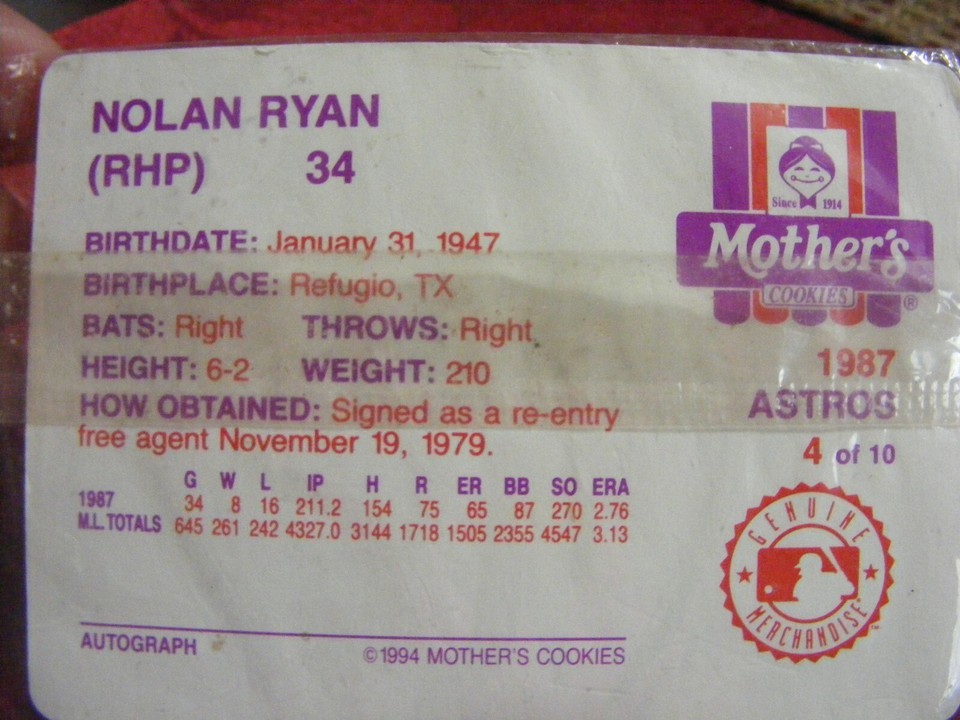 NOLAN RYAN
(RHP) 34
BIRTHDATE: January 31, 1947
BIRTHPLACE: Refugio, TX
BATS: Right THROWS: Right
HEIGHT: 6-2 WEIGHT: 210
HOW OBTAINED: Signed as a re-entry
free agent November 19, 1979.
G W L IP H R ER BB SO ERA
1987 34 8 16 211.2 154 75 65 87 270 2.76
M.L. TOTALS 645 261 242 4327.0 3144 1718 1505 2355 4547 3.13
AUTOGRAPH
©1994 MOTHER'S COOKIES
Since 1914
Mother's
COOKIES ®
1987
ASTROS
4 of 10
GENUINE
MERCHANDISE™